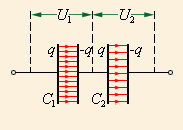 U₁ U₂
q -q q -q
C₁ C₂